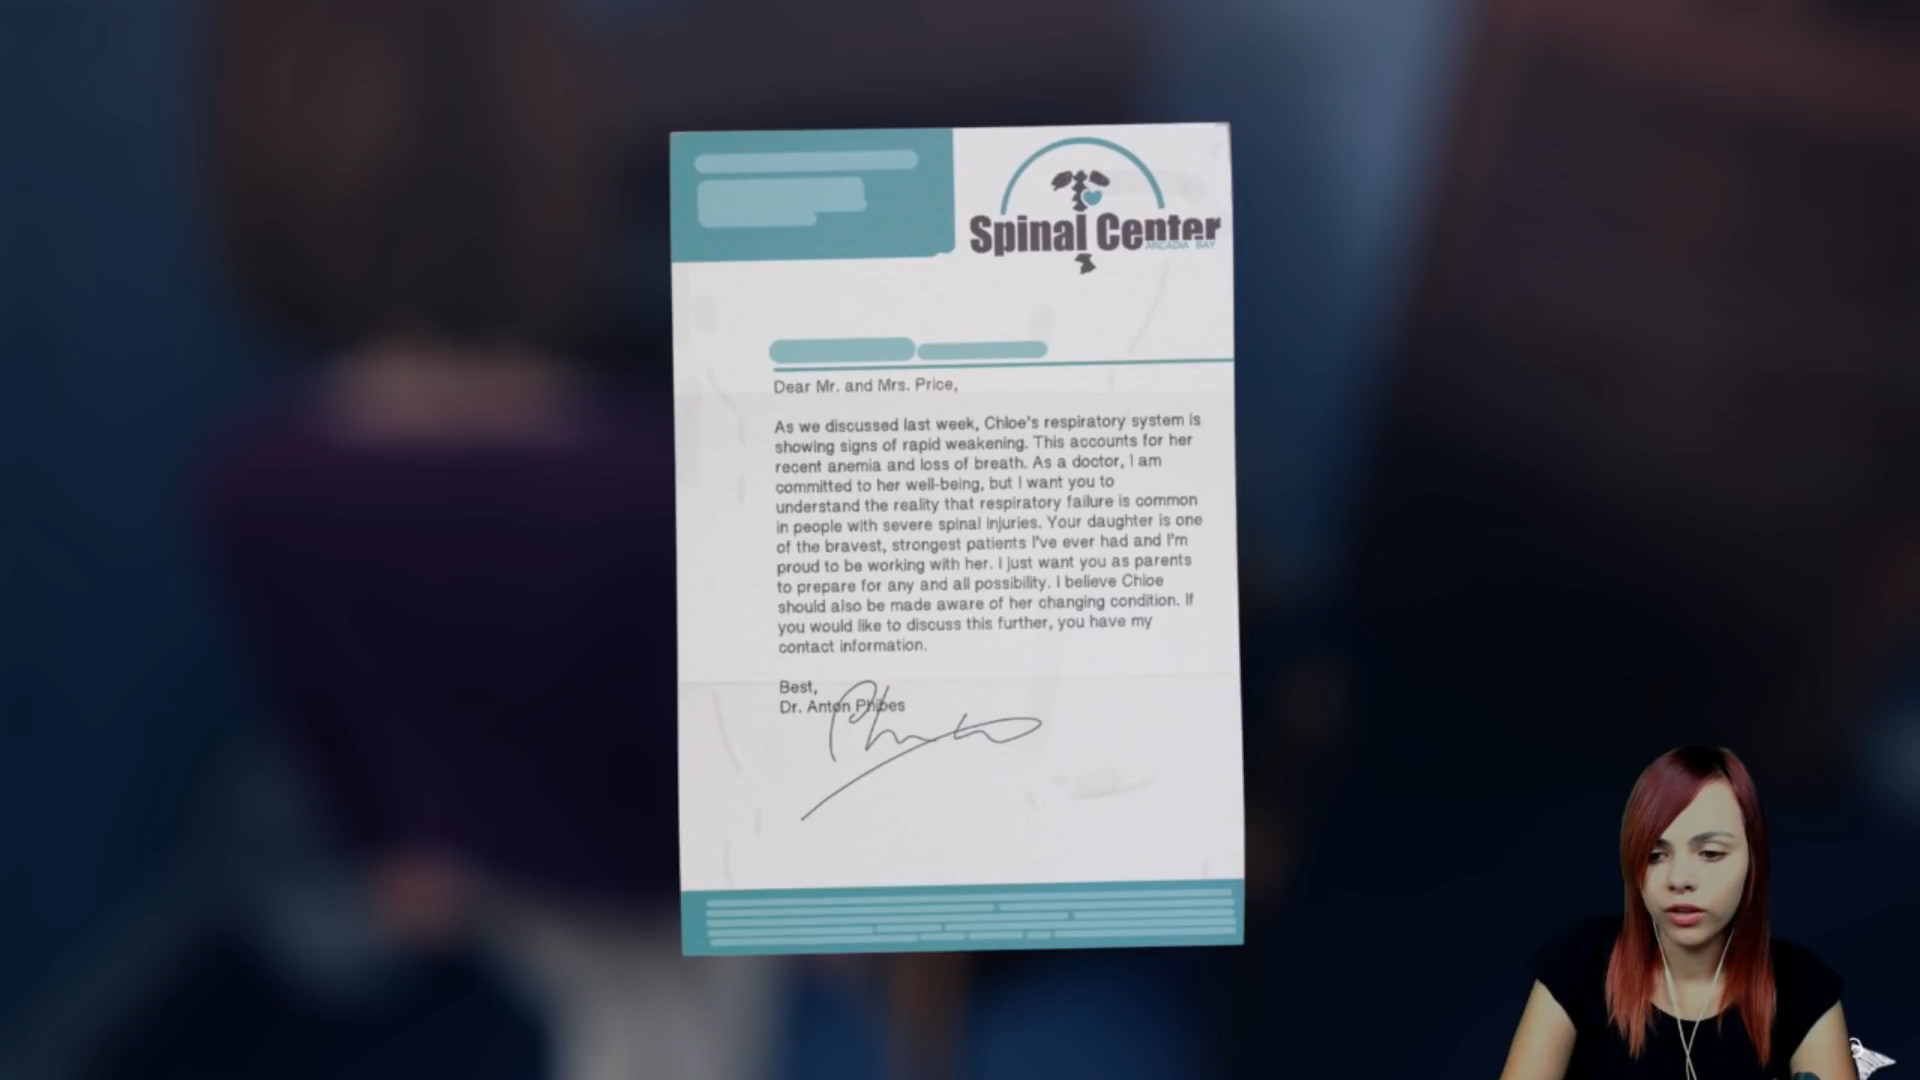 Spinal Center
ARCADIA BAY
Dear Mr. and Mrs. Price,
As we discussed last week, Chloe's respiratory system is
showing signs of rapid weakening. This accounts for her
recent anemia and loss of breath. As a doctor, I am
committed to her well-being, but I want you to
understand the reality that respiratory failure is common
in people with severe spinal injuries. Your daughter is one
of the bravest, strongest patients I've ever had and I'm
proud to be working with her. I just want you as parents
to prepare for any and all possibility. I believe Chloe
should also be made aware of her changing condition. If
you would like to discuss this further, you have my
contact information.
Best,
Dr. Anton Phibes